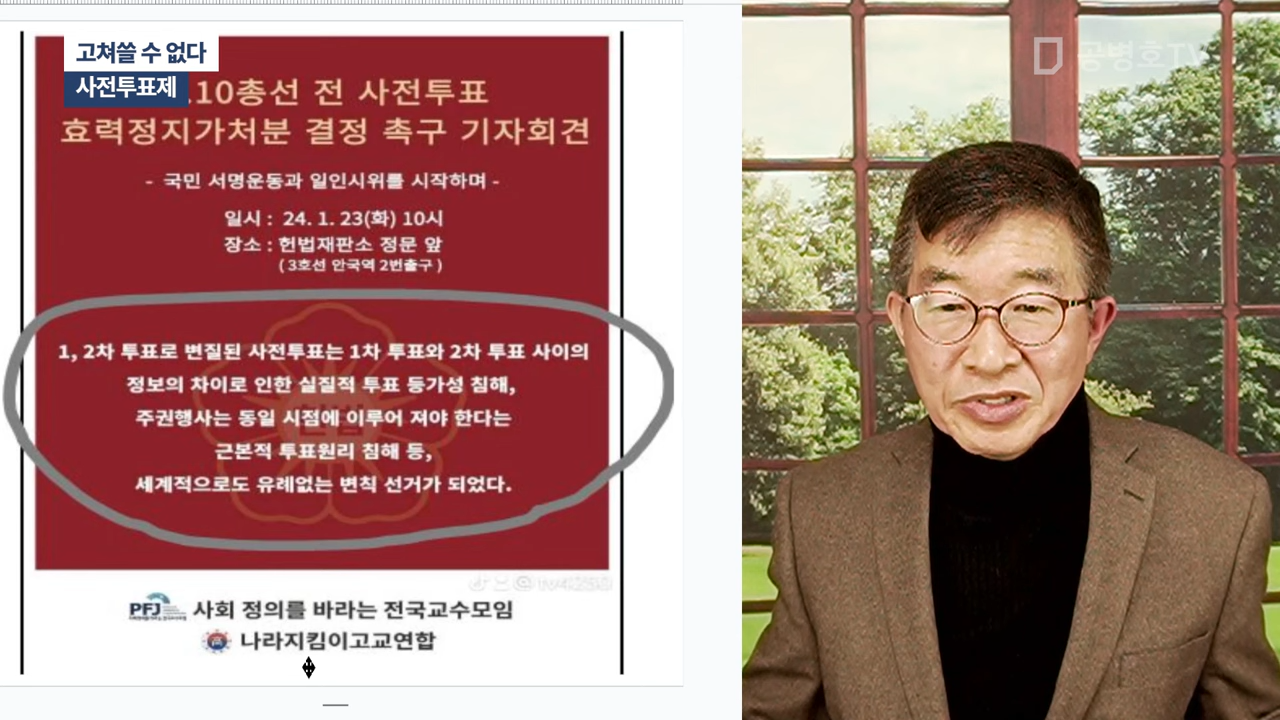 고쳐쓸 수 없다
사전투표제
.10총선 전 사전투표
효력정지가처분 결정 촉구 기자회견
- 국민 서명운동과 일인시위를 시작하며 -
일시 : 24. 1. 23(화) 10시
장소 : 헌법재판소 정문 앞
( 3호선 안국역 2번출구 )
1, 2차 투표로 변질된 사전투표는 1차 투표와 2차 투표 사이의
정보의 차이로 인한 실질적 투표 등가성 침해,
주권행사는 동일 시점에 이루어 져야 한다는
근본적 투표원리 침해 등,
세계적으로도 유례없는 변칙 선거가 되었다.
PFJ 사회 정의를 바라는 전국교수모임
나라지킴이고교연합
공병호TV